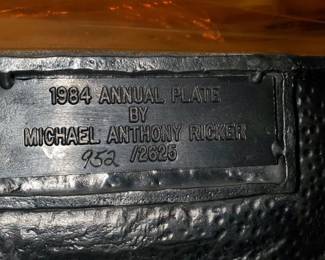 1984 ANNUAL PLATE
BY
MICHAEL ANTHONY RICKER
952 /2625